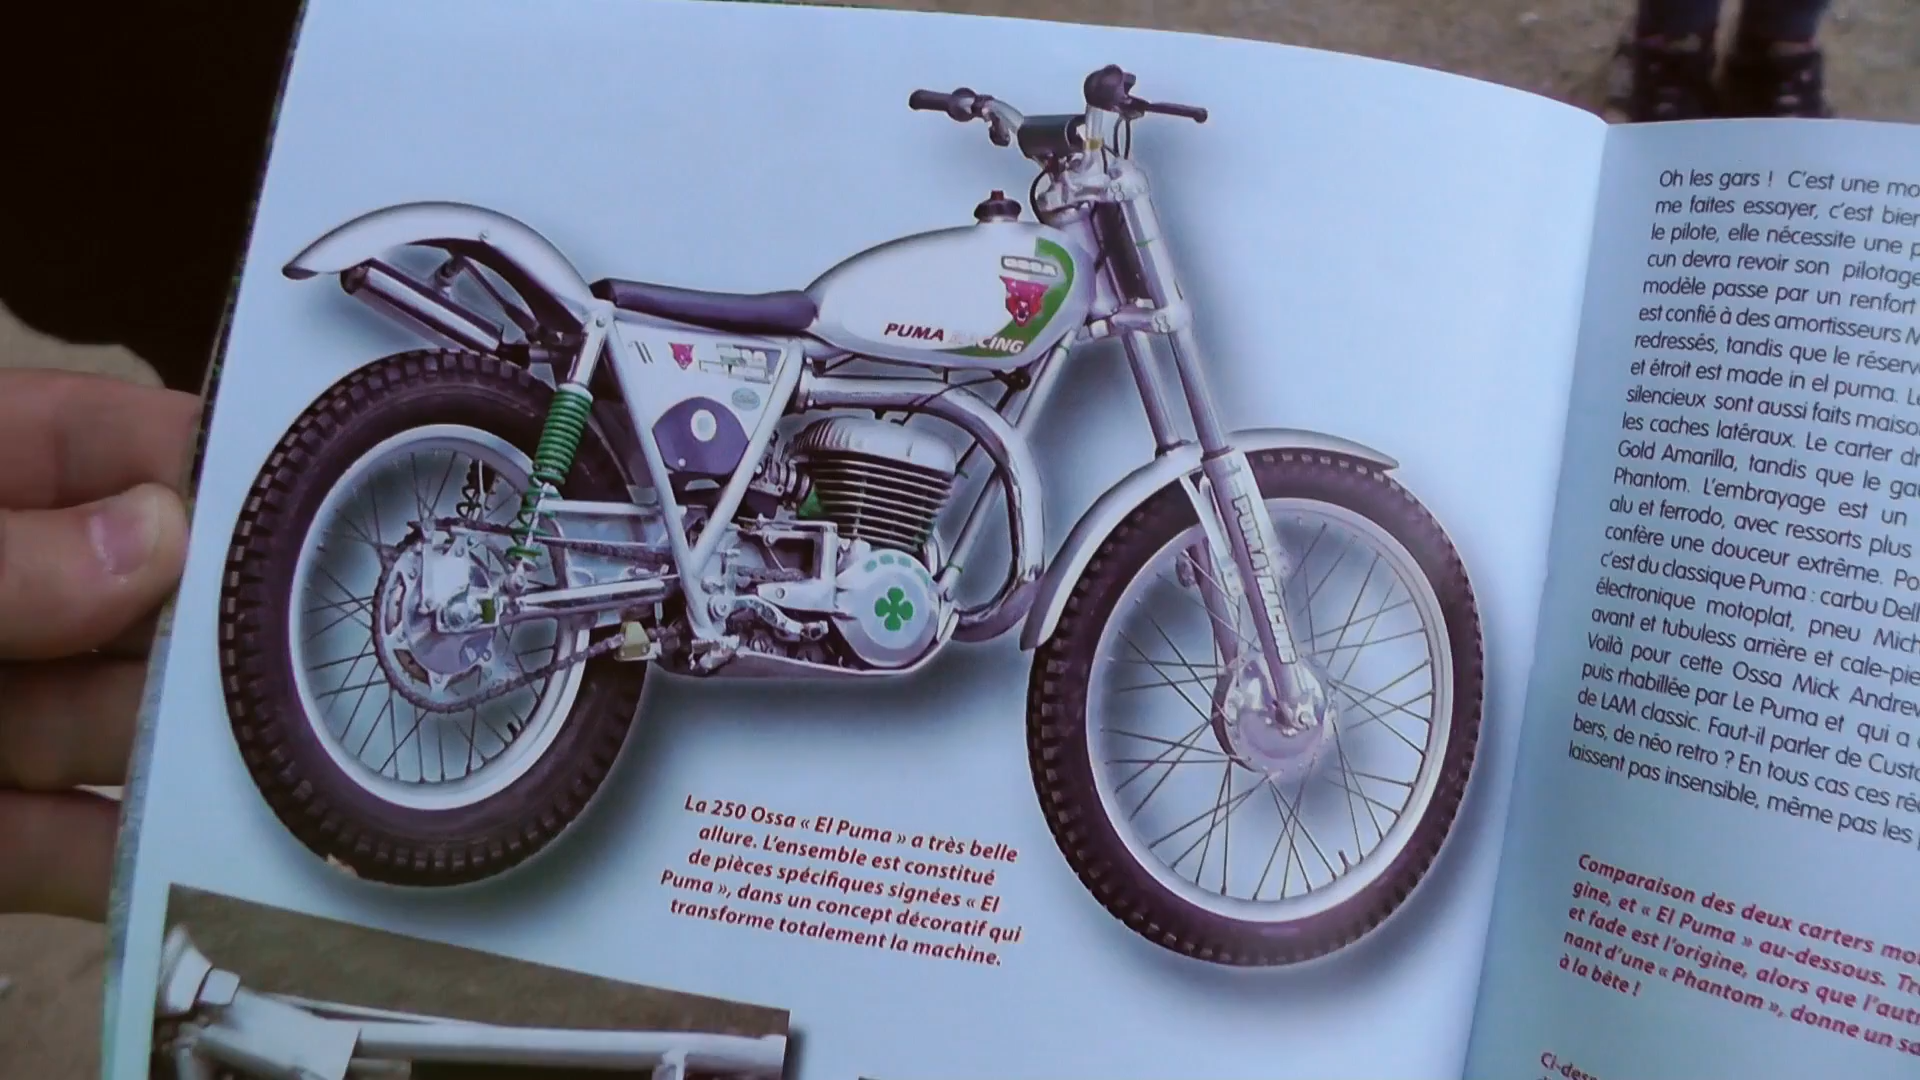 OSSA
PUMA RACING
PUMA RACING
La 250 Ossa « El Puma » a très belle
allure. L'ensemble est constitué
de pièces spécifiques signées « El
Puma », dans un concept décoratif qui
transforme totalement la machine.
Oh les gars ! C'est une mo
me faites essayer, c'est bien
le pilote, elle nécessite une p
cun devra revoir son pilotage
modèle passe par un renfort
est confié à des amortisseurs M
redressés, tandis que le réserv
et étroit est made in el puma. Le
silencieux sont aussi faits maison
les caches latéraux. Le carter dr
Gold Amarilla, tandis que le ga
Phantom. L'embrayage est un
alu et ferrodo, avec ressorts plus
confère une douceur extrême. Po
c'est du classique Puma : carbu Dell
électronique motoplat, pneu Mich
avant et tubuless arrière et cale-pie
Voilà pour cette Ossa Mick Andrew
puis rhabillée par Le Puma et qui a
de LAM classic. Faut-il parler de Custo
bers, de néo retro ? En tous cas ces réa
laissent pas insensible, même pas les
Comparaison des deux carters mo
gine, et « El Puma » au-dessous. Tr
et fade est l'origine, alors que l'autr
nant d'une « Phantom », donne un sa
à la bête !
Ci-dess